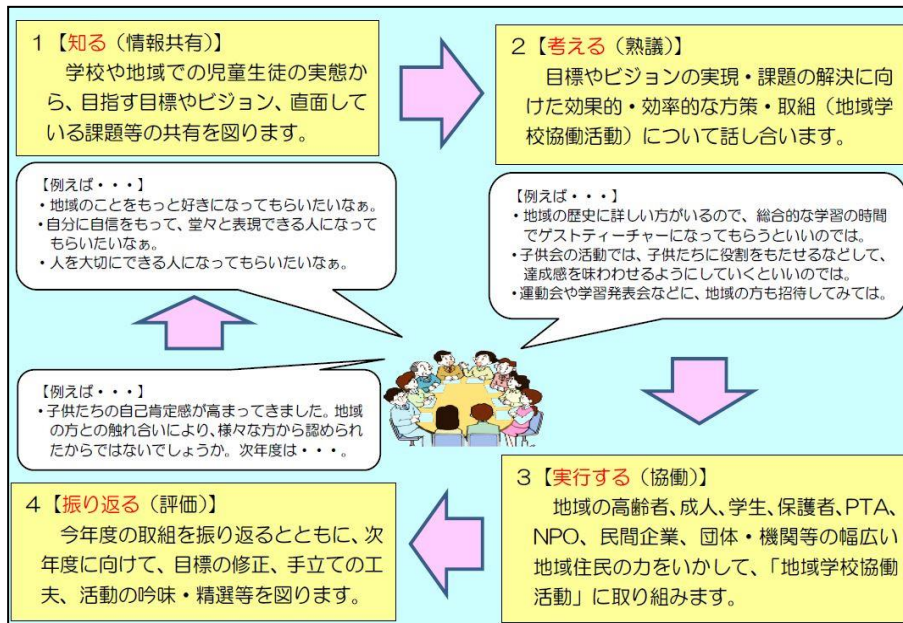 １【知る（情報共有）】
学校や地域での児童生徒の実態か
ら、目指す目標やビジョン、直面して
いる課題等の共有を図ります。
２【考える（熟議）】
目標やビジョンの実現・課題の解決に向
けた効果的・効率的な方策・取組（地域学
校協働活動）について話し合います。
【例えば・・・】
・地域のことをもっと好きになってもらいたいなぁ。
・自分に自信をもって、堂々と表現できる人になって
もらいたいなぁ。
・人を大切にできる人になってもらいたいなぁ。
【例えば・・・】
・地域の歴史に詳しい方がいるので、総合的な学習の時間
でゲストティーチャーになってもらうといいのでは。
・子供会の活動では、子供たちに役割をもたせるなどして、
達成感を味わわせるようにしていくといいのでは。
・運動会や学習発表会などに、地域の方も招待してみては。
３【実行する（協働）】
地域の高齢者、成人、学生、保護者、PTA、
NPO、民間企業、団体・機関等の幅広い
地域住民の力をいかして、「地域学校協働
活動」に取り組みます。
【例えば・・・】
・子供たちの自己肯定感が高まってきました。地域
の方との触れ合いにより、様々な方から認められ
たからではないでしょうか。次年度は・・・。
４【振り返る（評価）】
今年度の取組を振り返るとともに、次
年度に向けて、目標の修正、手立ての工
夫、活動の吟味・精選等を図ります。